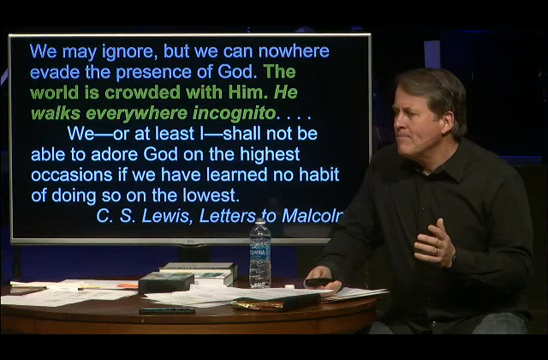 We may ignore, but we can nowhere
evade the presence of God. The
world is crowded with Him. He
walks everywhere incognito. . . .
We—or at least I—shall not be
able to adore God on the highest
occasions if we have learned no habit
of doing so on the lowest.
C. S. Lewis, Letters to Malcolm